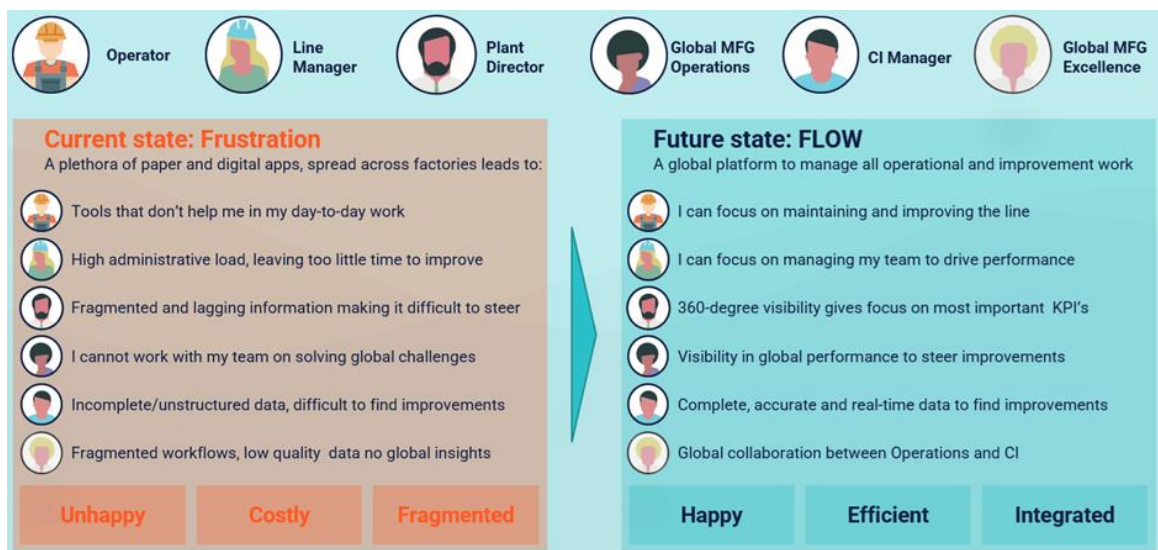 Operator
Line
Manager
Plant
Director
Global MFG
Operations
CI Manager
Global MFG
Excellence
Current state: Frustration
A plethora of paper and digital apps, spread across factories leads to:
Tools that don’t help me in my day-to-day work
High administrative load, leaving too little time to improve
Fragmented and lagging information making it difficult to steer
I cannot work with my team on solving global challenges
Incomplete/unstructured data, difficult to find improvements
Fragmented workflows, low quality data no global insights
Unhappy
Costly
Fragmented
Future state: FLOW
A global platform to manage all operational and improvement work
I can focus on maintaining and improving the line
I can focus on managing my team to drive performance
360-degree visibility gives focus on most important KPI’s
Visibility in global performance to steer improvements
Complete, accurate and real-time data to find improvements
Global collaboration between Operations and CI
Happy
Efficient
Integrated